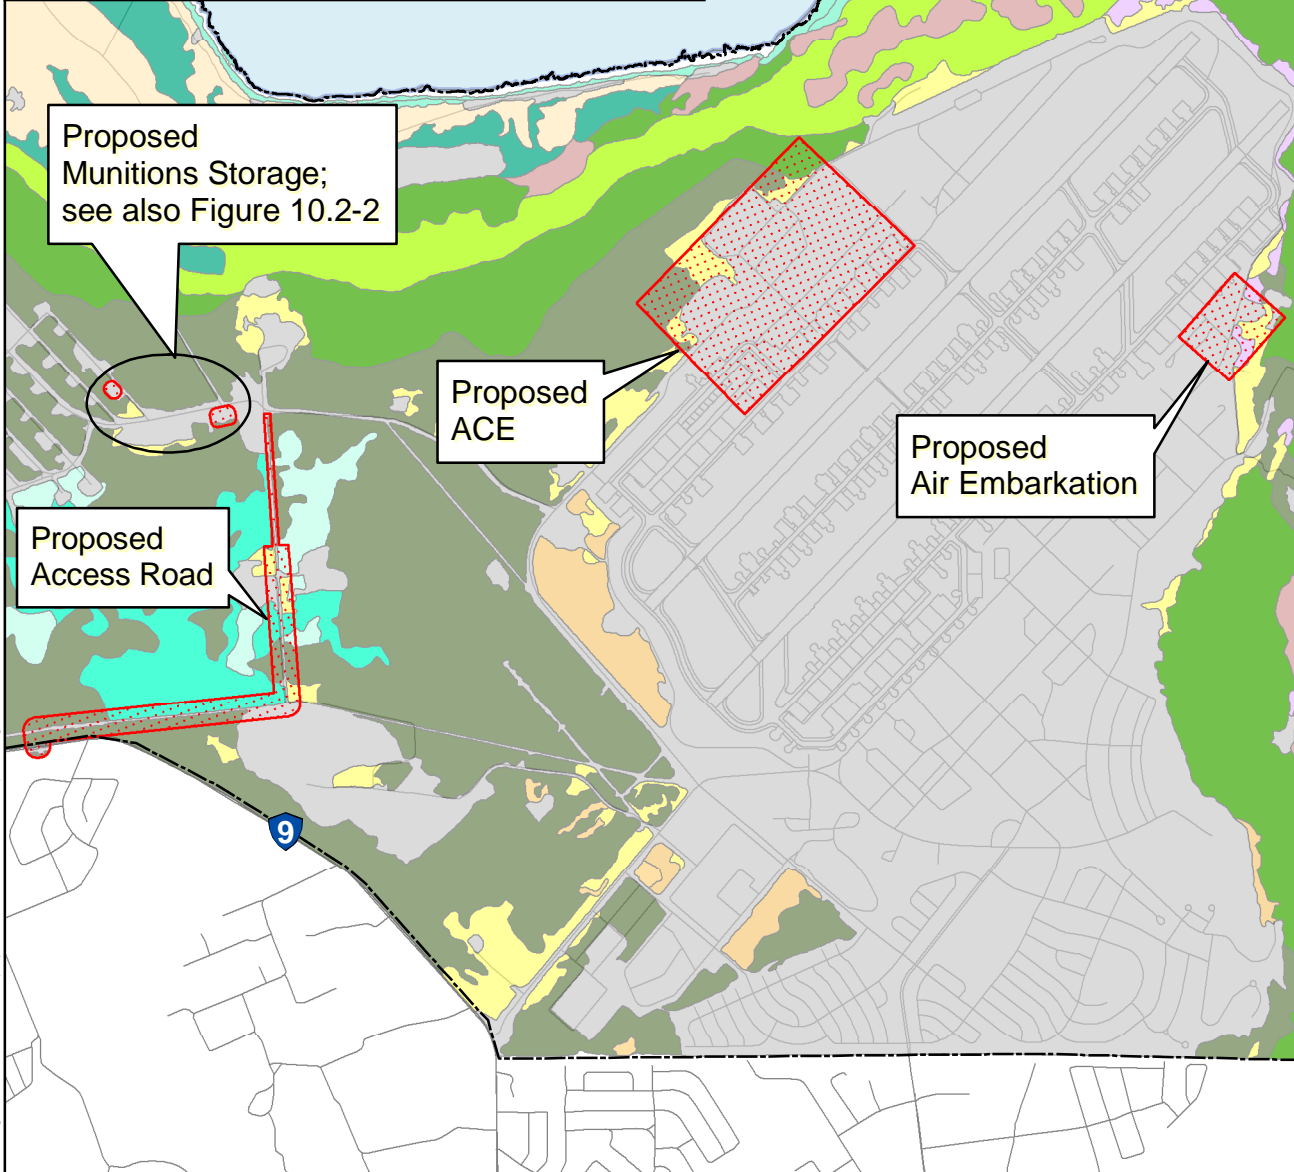 Proposed
Munitions Storage;
see also Figure 10.2-2
Proposed
ACE
Proposed
Air Embarkation
Proposed
Access Road
9